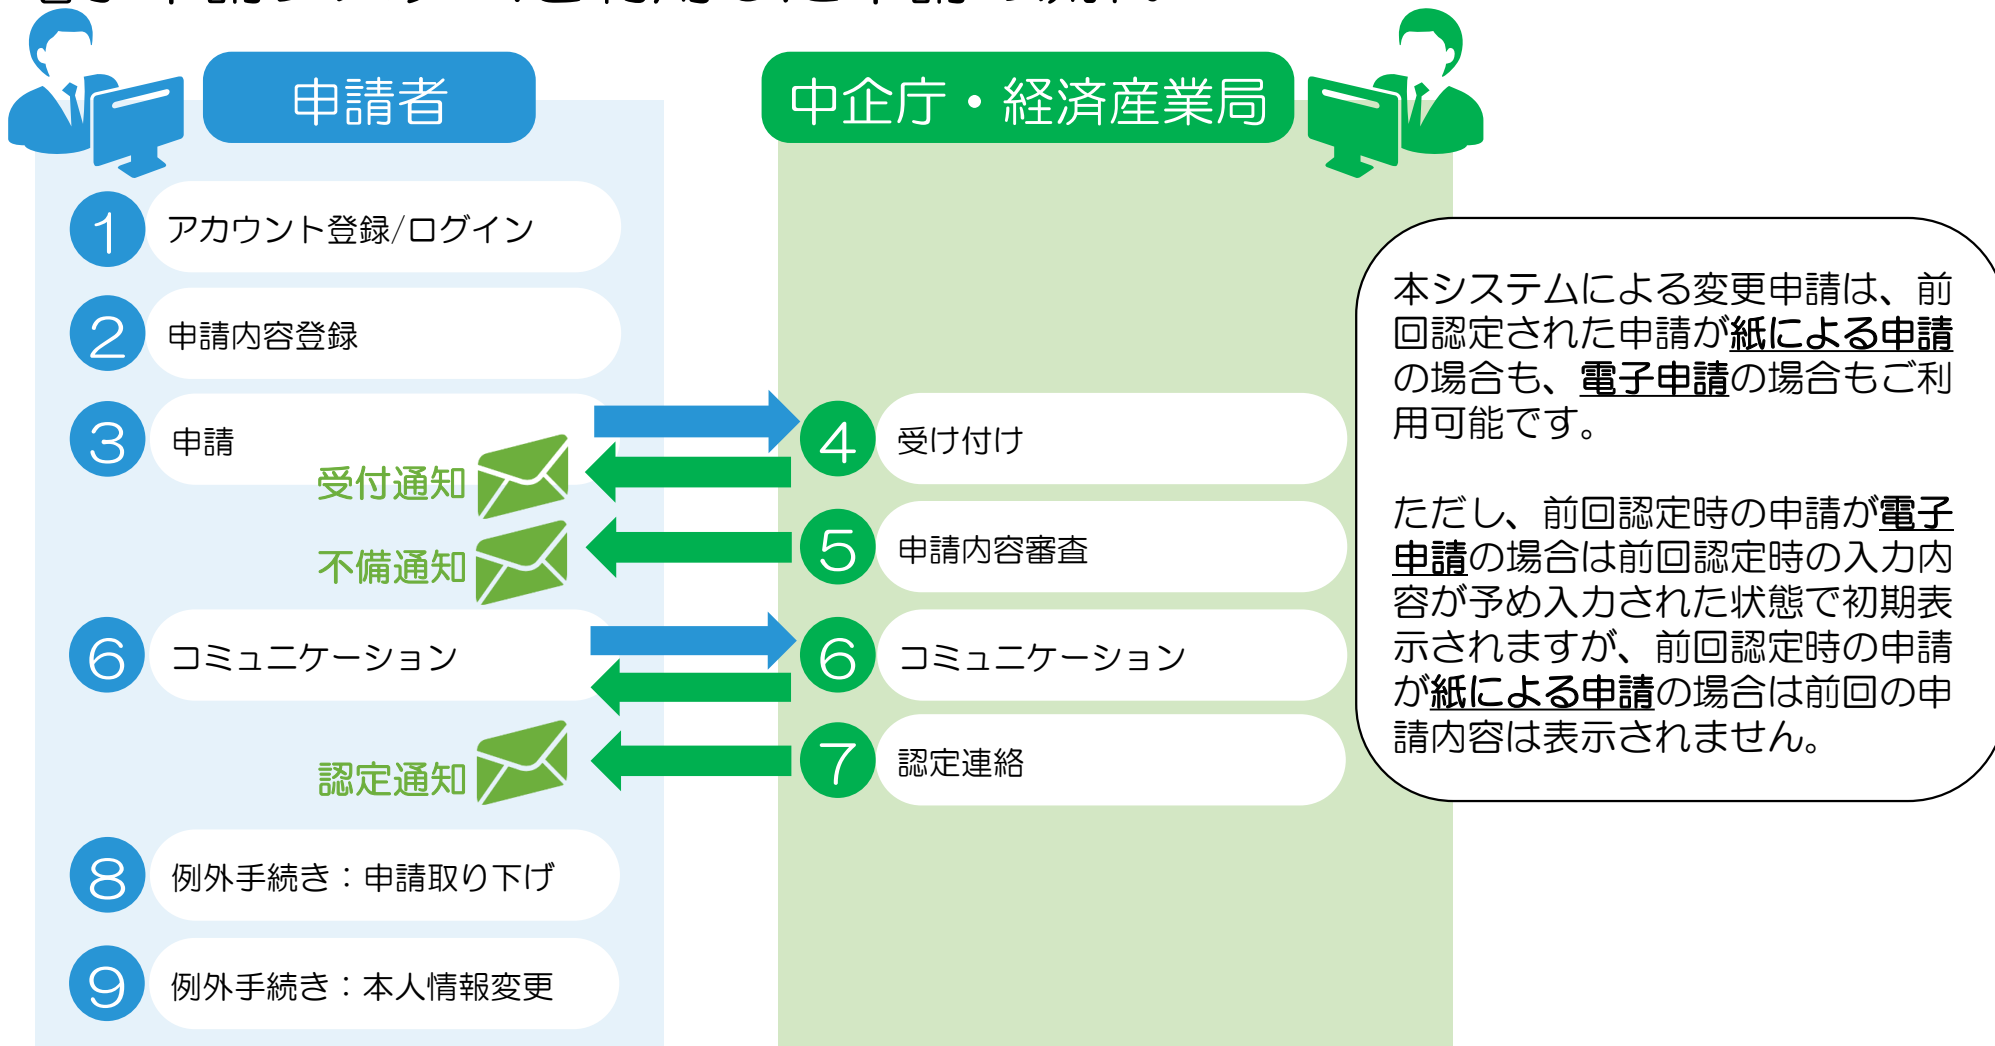 申請者
中企庁・経済産業局
1 アカウント登録/ログイン
2 申請内容登録
3 申請
受付通知
4 受け付け
不備通知
5 申請内容審査
6 コミュニケーション
6 コミュニケーション
認定通知
7 認定連絡
8 例外手続き：申請取り下げ
9 例外手続き：本人情報変更
本システムによる変更申請は、前
回認定された申請が紙による申請
の場合も、電子申請の場合もご利
用可能です。
ただし、前回認定時の申請が電子
申請の場合は前回認定時の入力内
容が予め入力された状態で初期表
示されますが、前回認定時の申請
が紙による申請の場合は前回の申
請内容は表示されません。